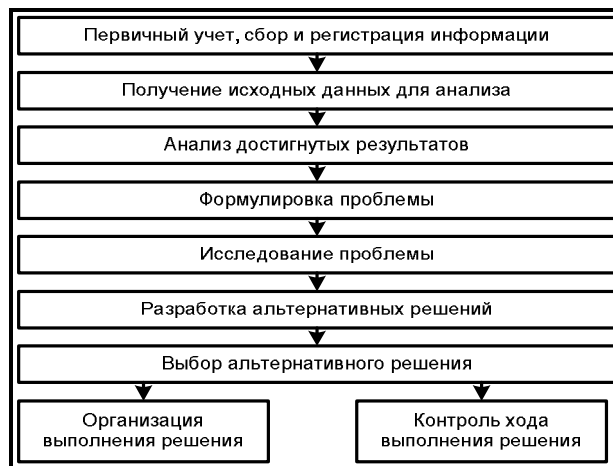 Первичный учет, сбор и регистрация информации
Получение исходных данных для анализа
Анализ достигнутых результатов
Формулировка проблемы
Исследование проблемы
Разработка альтернативных решений
Выбор альтернативного решения
Организация
выполнения решения
Контроль хода
выполнения решения